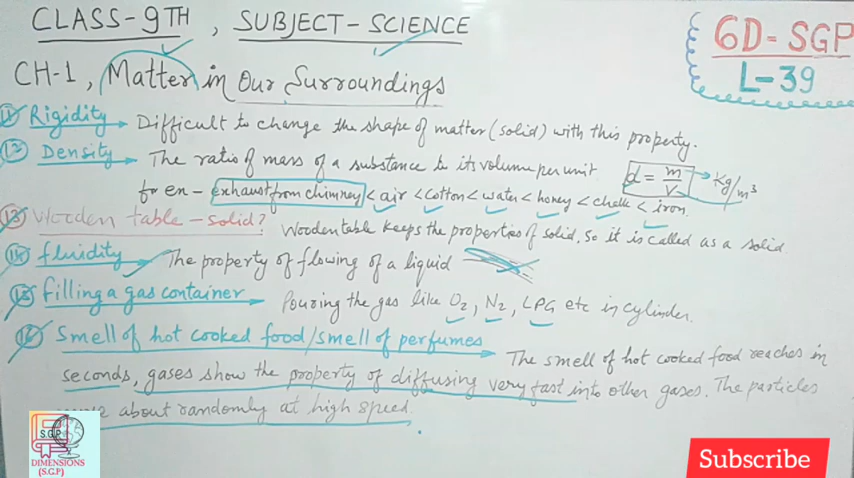 CLASS-9TH, SUBJECT-SCIENCE
6D-SGP
L-39
CH-1, Matter in Our Surroundings
11 Rigidity → Difficult to change the shape of matter (solid) with this property.
12 Density → The ratio of mass of a substance to its volume per unit. d = m/V → Kg/m³
for en - exhaust from chimney < air < cotton < water < honey < chalk < iron.
13 Wooden table - solid? Wooden table keeps the properties of solid, so it is called as a solid
14 fluidity → The property of flowing of a liquid
15 filling a gas container → Pouring the gas like O₂, N₂, LPG etc in cylinder.
16 Smell of hot cooked food/smell of perfumes → The smell of hot cooked food reaches in
seconds, gases show the property of diffusing very fast into other gases. The particles
about randomly at high speed.
S.G.P
DIMENSIONS
(S.G.P)
Subscribe